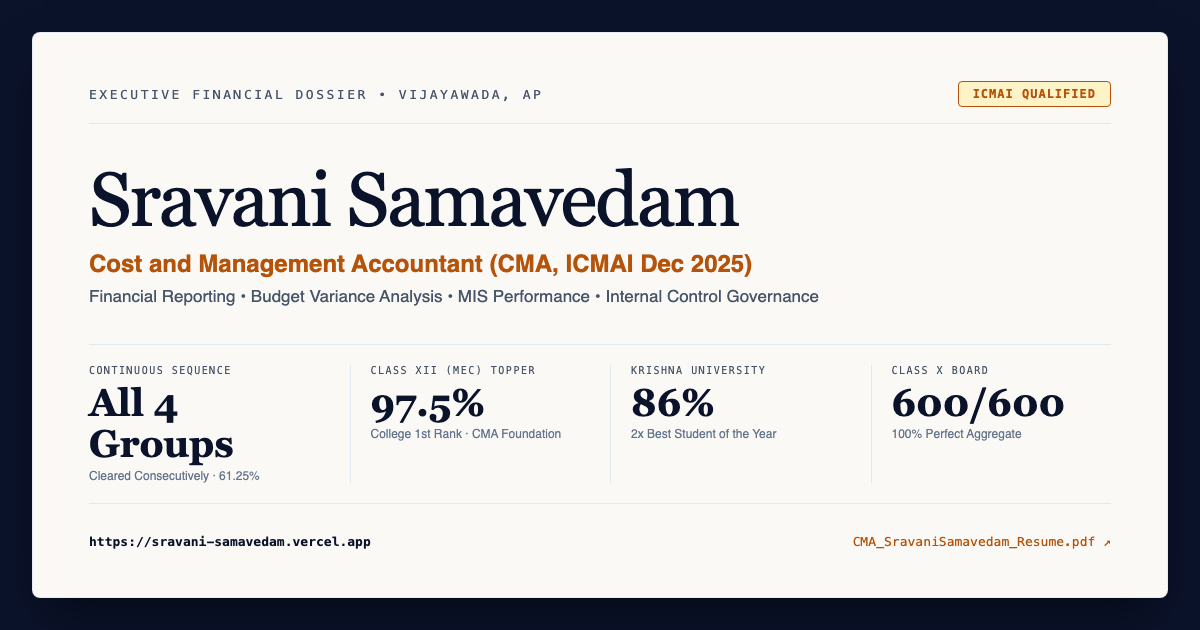 EXECUTIVE FINANCIAL DOSSIER • VIJAYAWADA, AP
ICMAI QUALIFIED
Sravani Samavedam
Cost and Management Accountant (CMA, ICMAI Dec 2025)
Financial Reporting • Budget Variance Analysis • MIS Performance • Internal Control Governance
CONTINUOUS SEQUENCE
All 4
Groups
Cleared Consecutively · 61.25%
CLASS XII (MEC) TOPPER
97.5%
College 1st Rank · CMA Foundation
KRISHNA UNIVERSITY
86%
2x Best Student of the Year
CLASS X BOARD
600/600
100% Perfect Aggregate
https://sravani-samavedam.vercel.app
CMA_SravaniSamavedam_Resume.pdf ↗